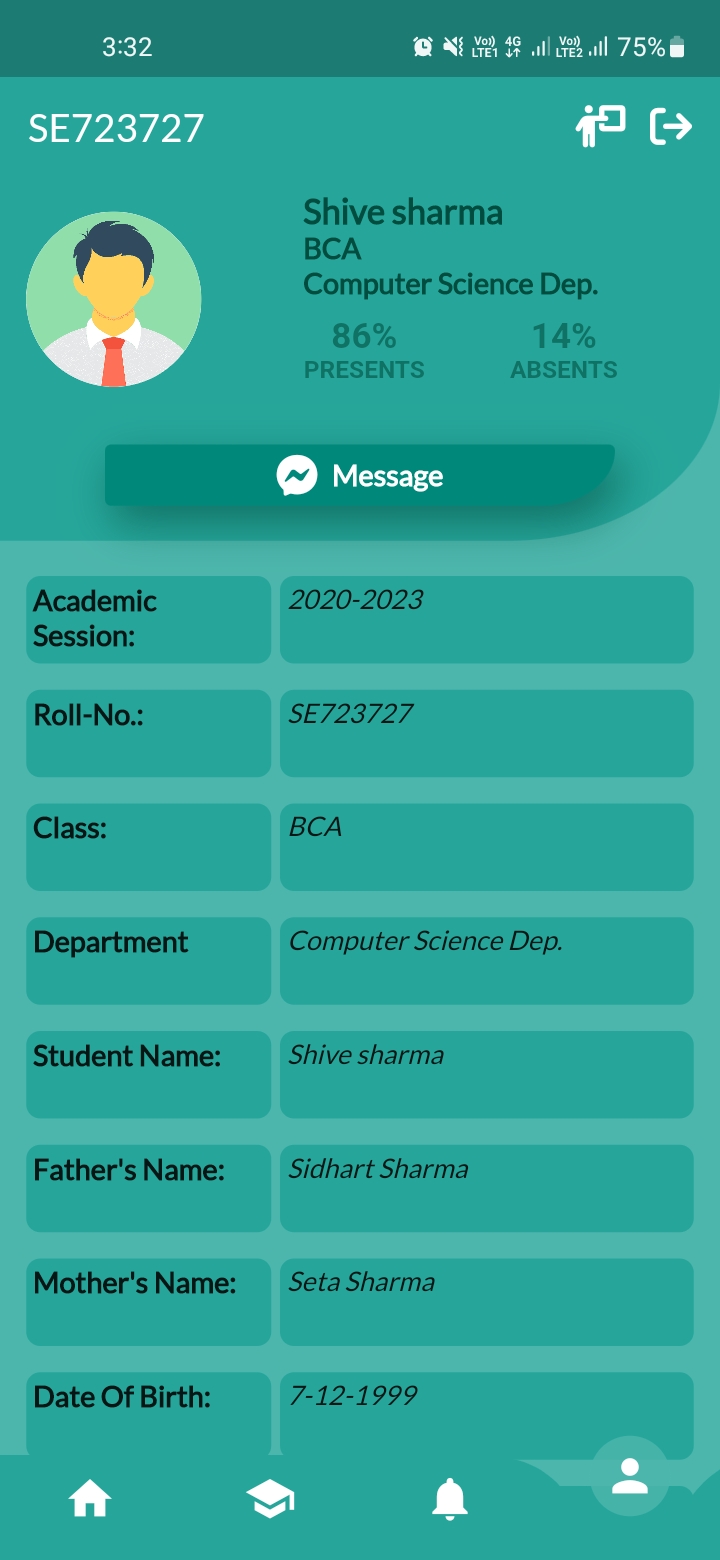 3:32 Vo)) LTE1 4G Vo)) LTE2 75%
SE723727
Shive sharma
BCA
Computer Science Dep.
86% 14%
PRESENTS ABSENTS
Message
Academic 2020-2023
Session:
Roll-No.: SE723727
Class: BCA
Department Computer Science Dep.
Student Name: Shive sharma
Father's Name: Sidhart Sharma
Mother's Name: Seta Sharma
Date Of Birth: 7-12-1999